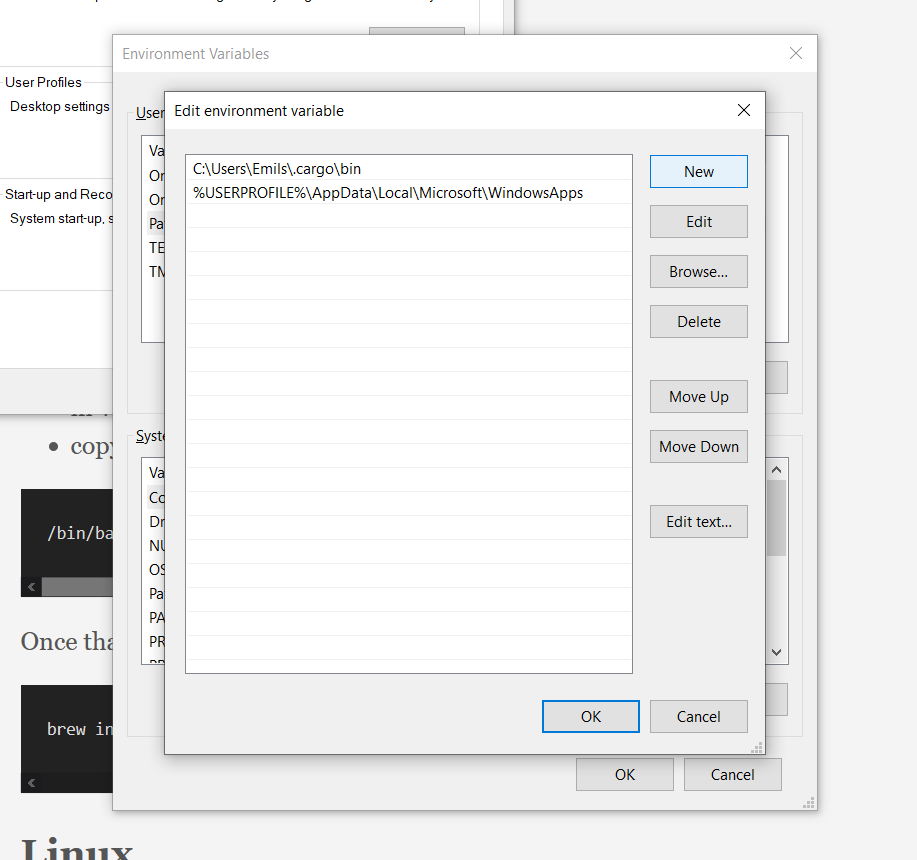 User Profiles
Desktop settings
Start-up and Reco
System start-up, s
Environment Variables
User
Va
On
On
Pa
TE
TM
Edit environment variable
C:\Users\Emils\.cargo\bin
%USERPROFILE%\AppData\Local\Microsoft\WindowsApps
New
Edit
Browse...
Delete
Move Up
Move Down
Edit text...
OK
Cancel
Syste
Va
Co
Dr
NU
OS
Pa
PA
PR
OK
Cancel
copy
/bin/ba
Once tha
brew in
Linux